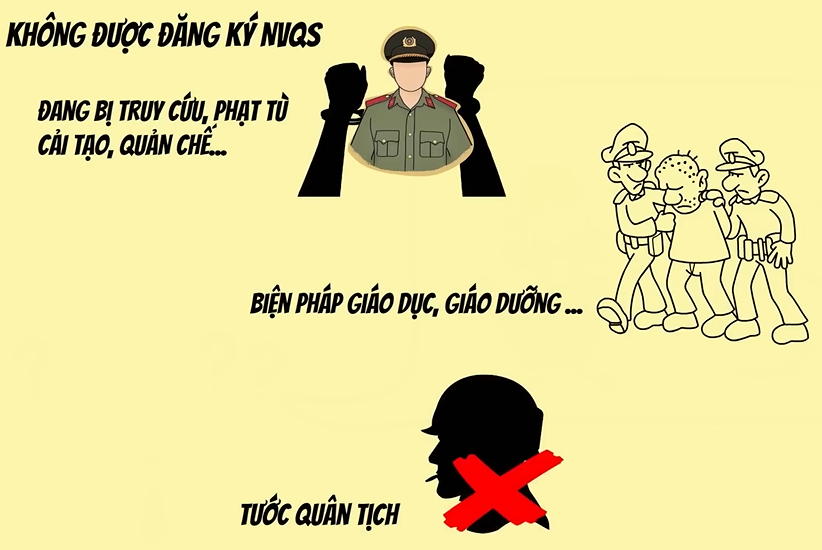 KHÔNG ĐƯỢC ĐĂNG KÝ NVQS
ĐANG BỊ TRUY CỨU, PHẠT TÙ
CẢI TẠO, QUẢN CHẾ...
BIỆN PHÁP GIÁO DỤC, GIÁO DƯỠNG ...
TƯỚC QUÂN TỊCH